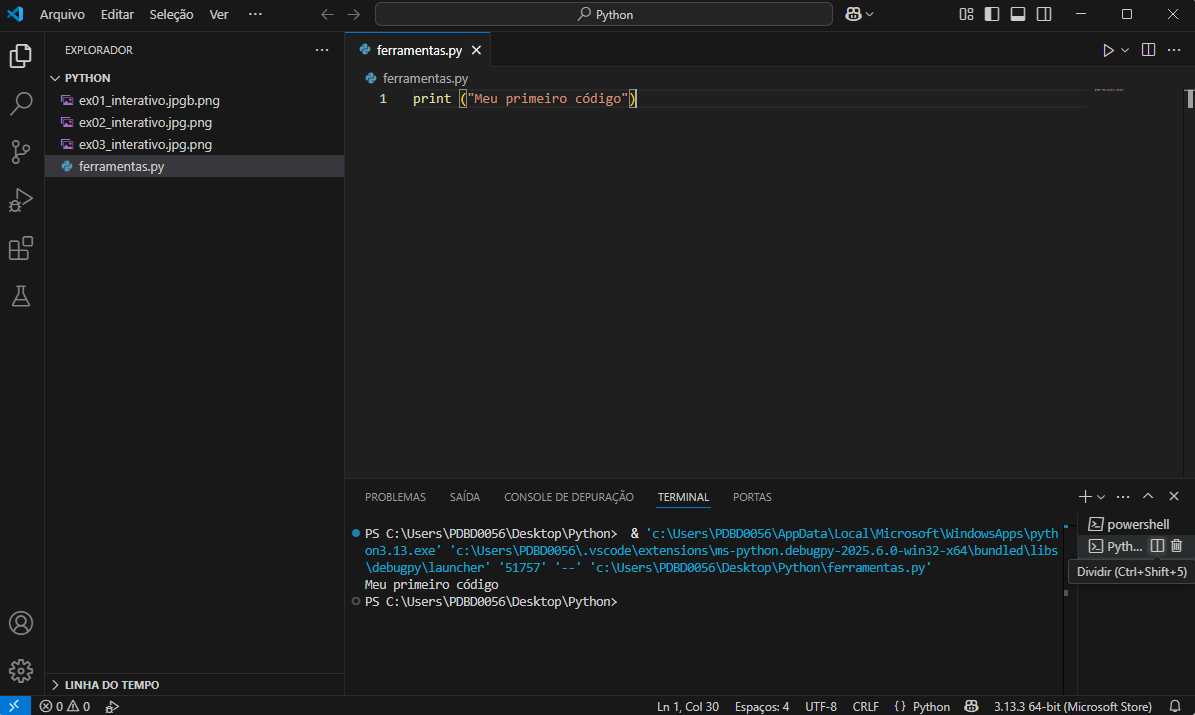 Arquivo Editar Seleção Ver ··· Python
EXPLORADOR ···
PYTHON
ex01_interativo.jpgb.png
ex02_interativo.jpg.png
ex03_interativo.jpg.png
ferramentas.py
LINHA DO TEMPO
ferramentas.py
ferramentas.py
1 print ("Meu primeiro código")
PROBLEMAS SAÍDA CONSOLE DE DEPURAÇÃO TERMINAL PORTAS
PS C:\Users\PDBD0056\Desktop\Python> & 'c:\Users\PDBD0056\AppData\Local\Microsoft\WindowsApps\pyth
on3.13.exe' 'c:\Users\PDBD0056\.vscode\extensions\ms-python.debugpy-2025.6.0-win32-x64\bundled\libs
\debugpy\launcher' '51757' '--' 'c:\Users\PDBD0056\Desktop\Python\ferramentas.py'
Meu primeiro código
PS C:\Users\PDBD0056\Desktop\Python>
powershell
Pyth...
Dividir (Ctrl+Shift+5)
0 0 Ln 1, Col 30 Espaços: 4 UTF-8 CRLF {} Python 3.13.3 64-bit (Microsoft Store)